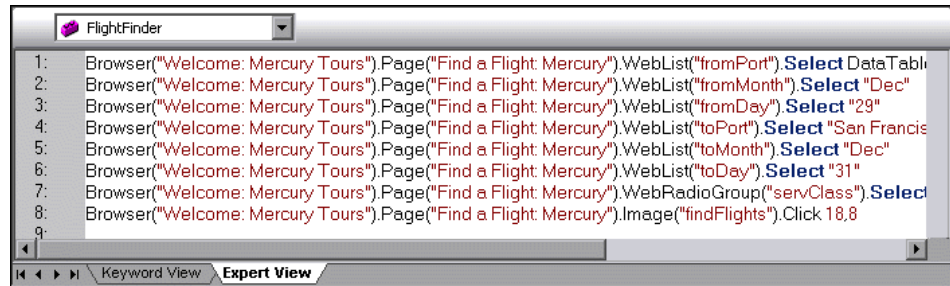 FlightFinder
1: Browser("Welcome: Mercury Tours").Page("Find a Flight: Mercury").WebList("fromPort").Select DataTabl
2: Browser("Welcome: Mercury Tours").Page("Find a Flight: Mercury").WebList("fromMonth").Select "Dec"
3: Browser("Welcome: Mercury Tours").Page("Find a Flight: Mercury").WebList("fromDay").Select "29"
4: Browser("Welcome: Mercury Tours").Page("Find a Flight: Mercury").WebList("toPort").Select "San Francis
5: Browser("Welcome: Mercury Tours").Page("Find a Flight: Mercury").WebList("toMonth").Select "Dec"
6: Browser("Welcome: Mercury Tours").Page("Find a Flight: Mercury").WebList("toDay").Select "31"
7: Browser("Welcome: Mercury Tours").Page("Find a Flight: Mercury").WebRadioGroup("servClass").Select
8: Browser("Welcome: Mercury Tours").Page("Find a Flight: Mercury").Image("findFlights").Click 18,8
9:
Keyword View Expert View